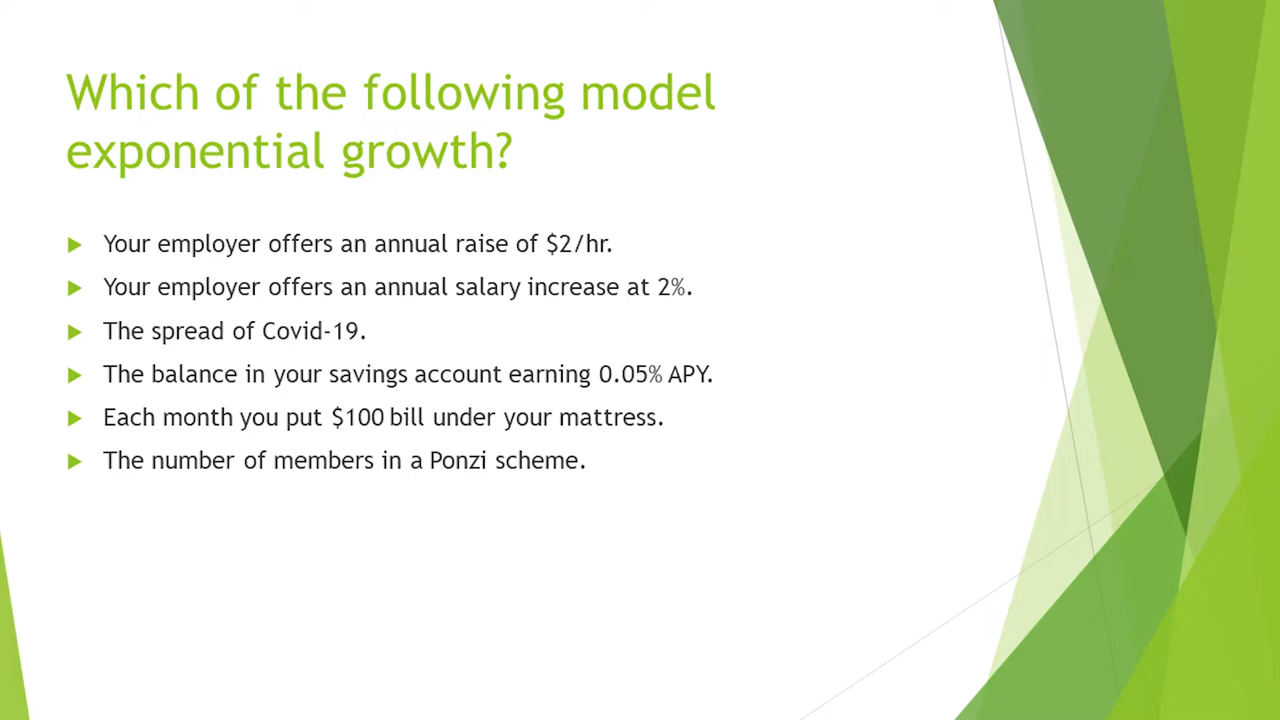 Which of the following model
exponential growth?
Your employer offers an annual raise of $2/hr.
Your employer offers an annual salary increase at 2%.
The spread of Covid-19.
The balance in your savings account earning 0.05% APY.
Each month you put $100 bill under your mattress.
The number of members in a Ponzi scheme.